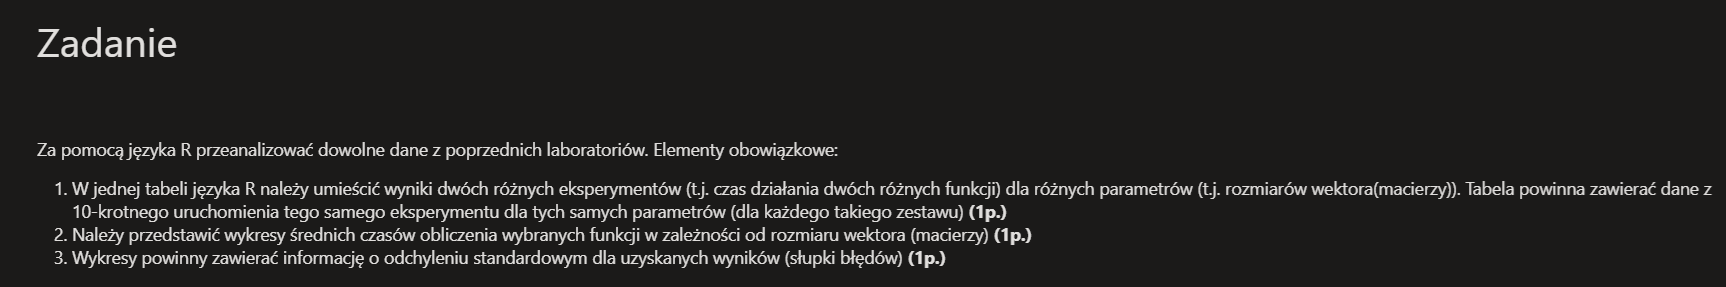 Zadanie
Za pomocą języka R przeanalizować dowolne dane z poprzednich laboratoriów. Elementy obowiązkowe:
1. W jednej tabeli języka R należy umieścić wyniki dwóch różnych eksperymentów (t.j. czas działania dwóch różnych funkcji) dla różnych parametrów (t.j. rozmiarów wektora(macierzy)). Tabela powinna zawierać dane z
10-krotnego uruchomienia tego samego eksperymentu dla tych samych parametrów (dla każdego takiego zestawu) (1p.)
2. Należy przedstawić wykresy średnich czasów obliczenia wybranych funkcji w zależności od rozmiaru wektora (macierzy) (1p.)
3. Wykresy powinny zawierać informację o odchyleniu standardowym dla uzyskanych wyników (słupki błędów) (1p.)